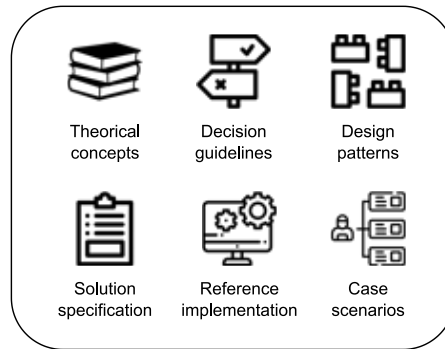 Theorical
concepts
Decision
guidelines
Design
patterns
Solution
specification
Reference
implementation
Case
scenarios